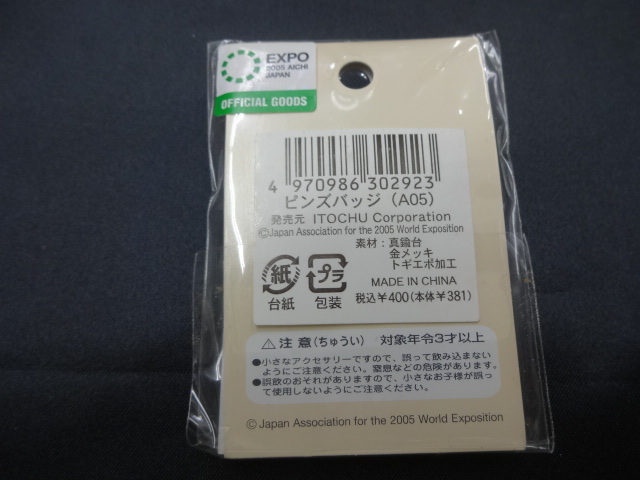 EXPO
2005 AICHI
JAPAN
OFFICIAL GOODS
4 970986 302923
ピンズバッジ（A05）
発売元 ITOCHU Corporation
©Japan Association for the 2005 World Exposition
素材：真鍮台
金メッキ
トギエポ加工
紙 プラ
MADE IN CHINA
台紙 包装 税込￥400(本体￥381)
⚠注意(ちゅうい) 対象年令3才以上
●小さなアクセサリーですので、誤って飲み込まない
ようにご注意ください。窒息などの危険があります。
●誤飲のおそれがありますので、小さなお子様が誤っ
て使用しないようにご注意ください。
©Japan Association for the 2005 World Exposition